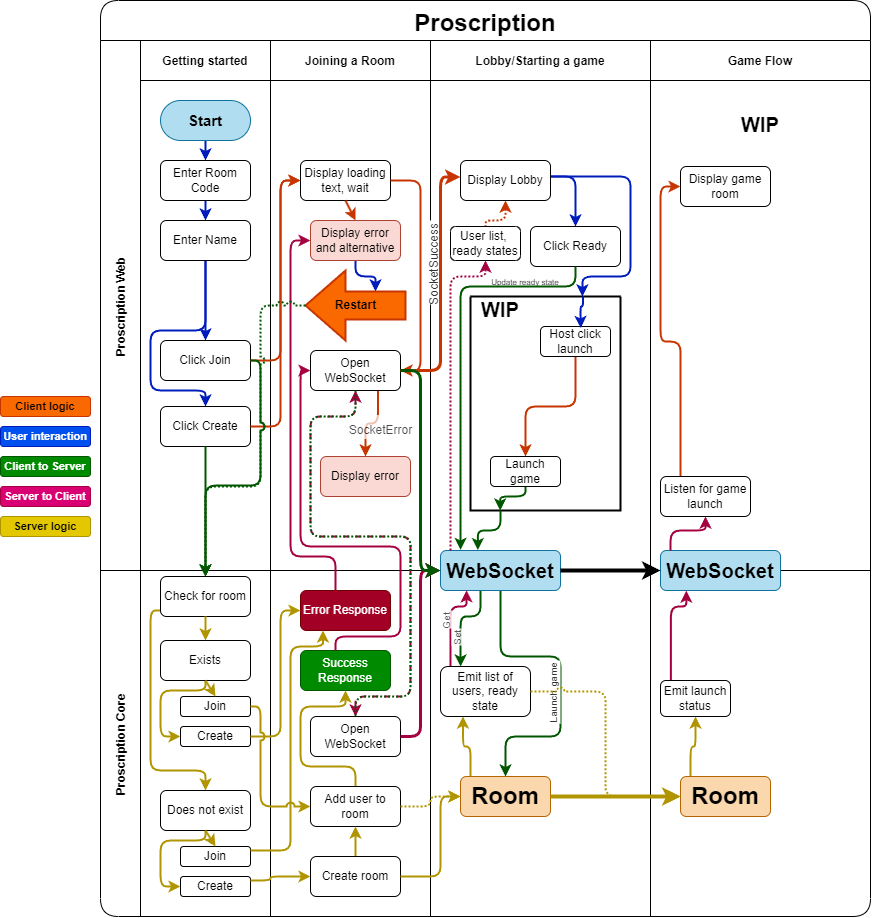 Proscription
Getting started
Joining a Room
Lobby/Starting a game
Game Flow
Proscription Web
Start
Enter Room
Code
Enter Name
Click Join
Click Create
Display loading
text, wait
Display error
and alternative
Restart
Open
WebSocket
SocketError
Display error
SocketSuccess
Display Lobby
User list,
ready states
Click Ready
Update ready state
WIP
Host click
launch
Launch
game
WebSocket
WIP
Display game
room
Listen for game
launch
WebSocket
Client logic
User interaction
Client to Server
Server to Client
Server logic
Proscription Core
Check for room
Exists
Join
Create
Does not exist
Join
Create
Error Response
Success
Response
Open
WebSocket
Add user to
room
Create room
Get
Set
Emit list of
users, ready
state
Launch game
Room
Emit launch
status
Room